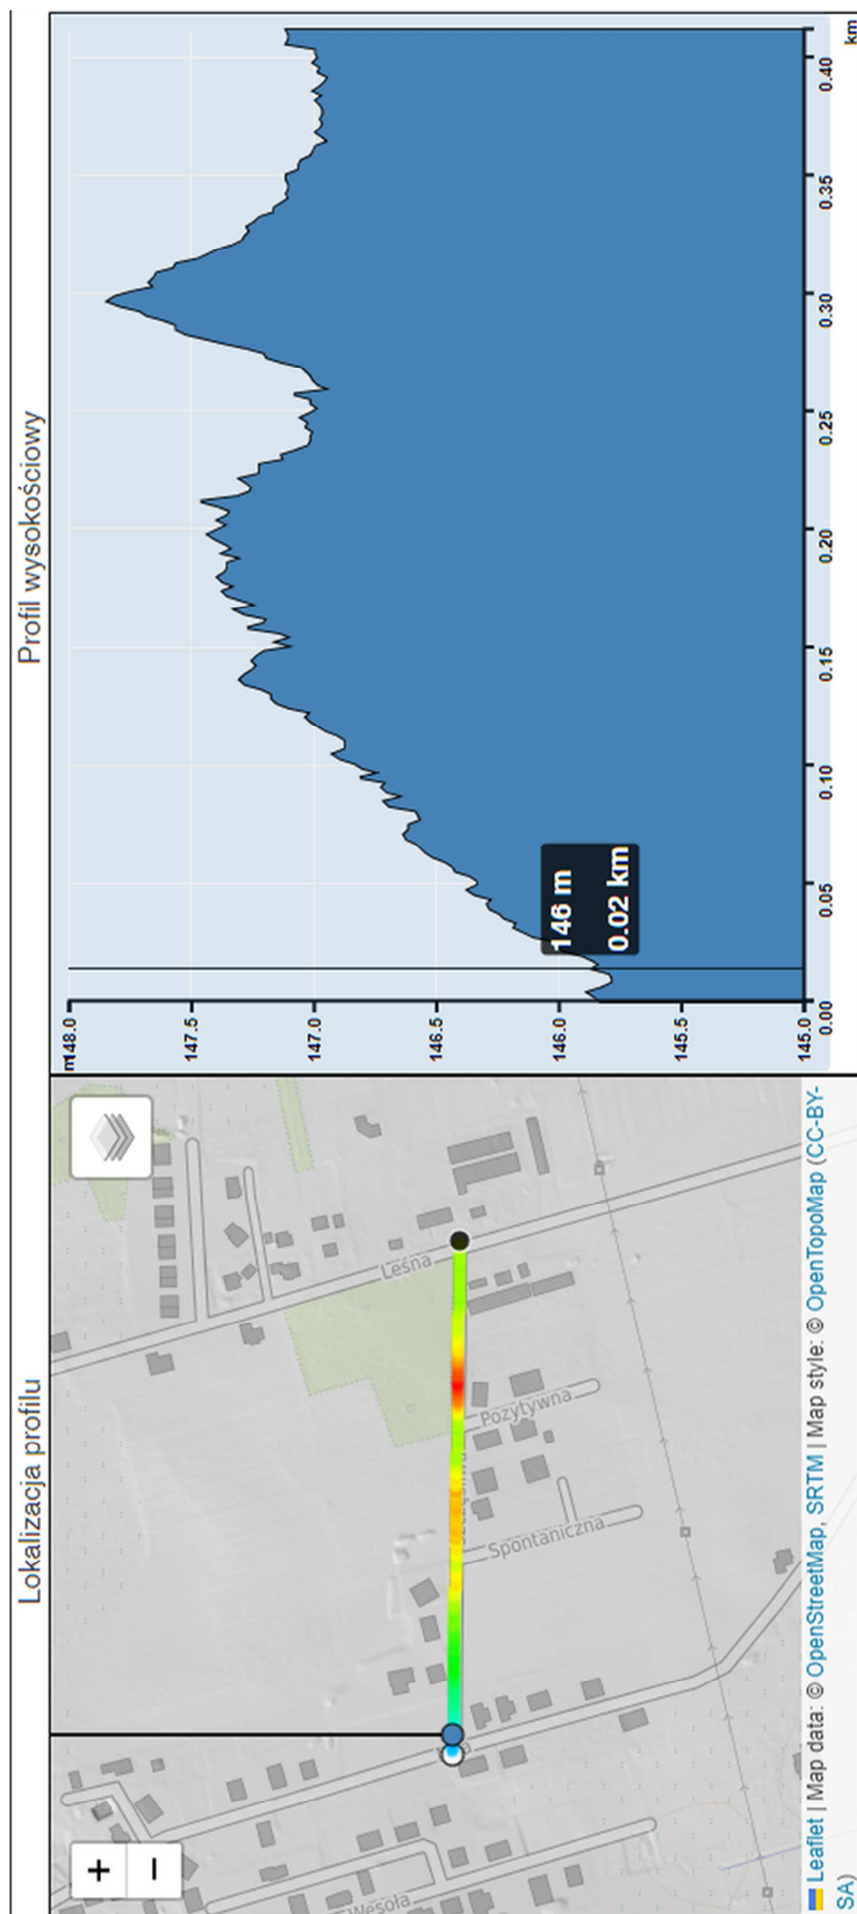 Lokalizacja profilu
Profil wysokościowy
+
−
Wesoła
Spontaniczna
Pozytywna
Leśna
Leaflet | Map data: © OpenStreetMap, SRTM | Map style: © OpenTopoMap (CC-BY-
SA)
m148.0
147.5
147.0
146.5
146.0
145.5
145.0
146 m
0.02 km
0.00
0.05
0.10
0.15
0.20
0.25
0.30
0.35
0.40
km